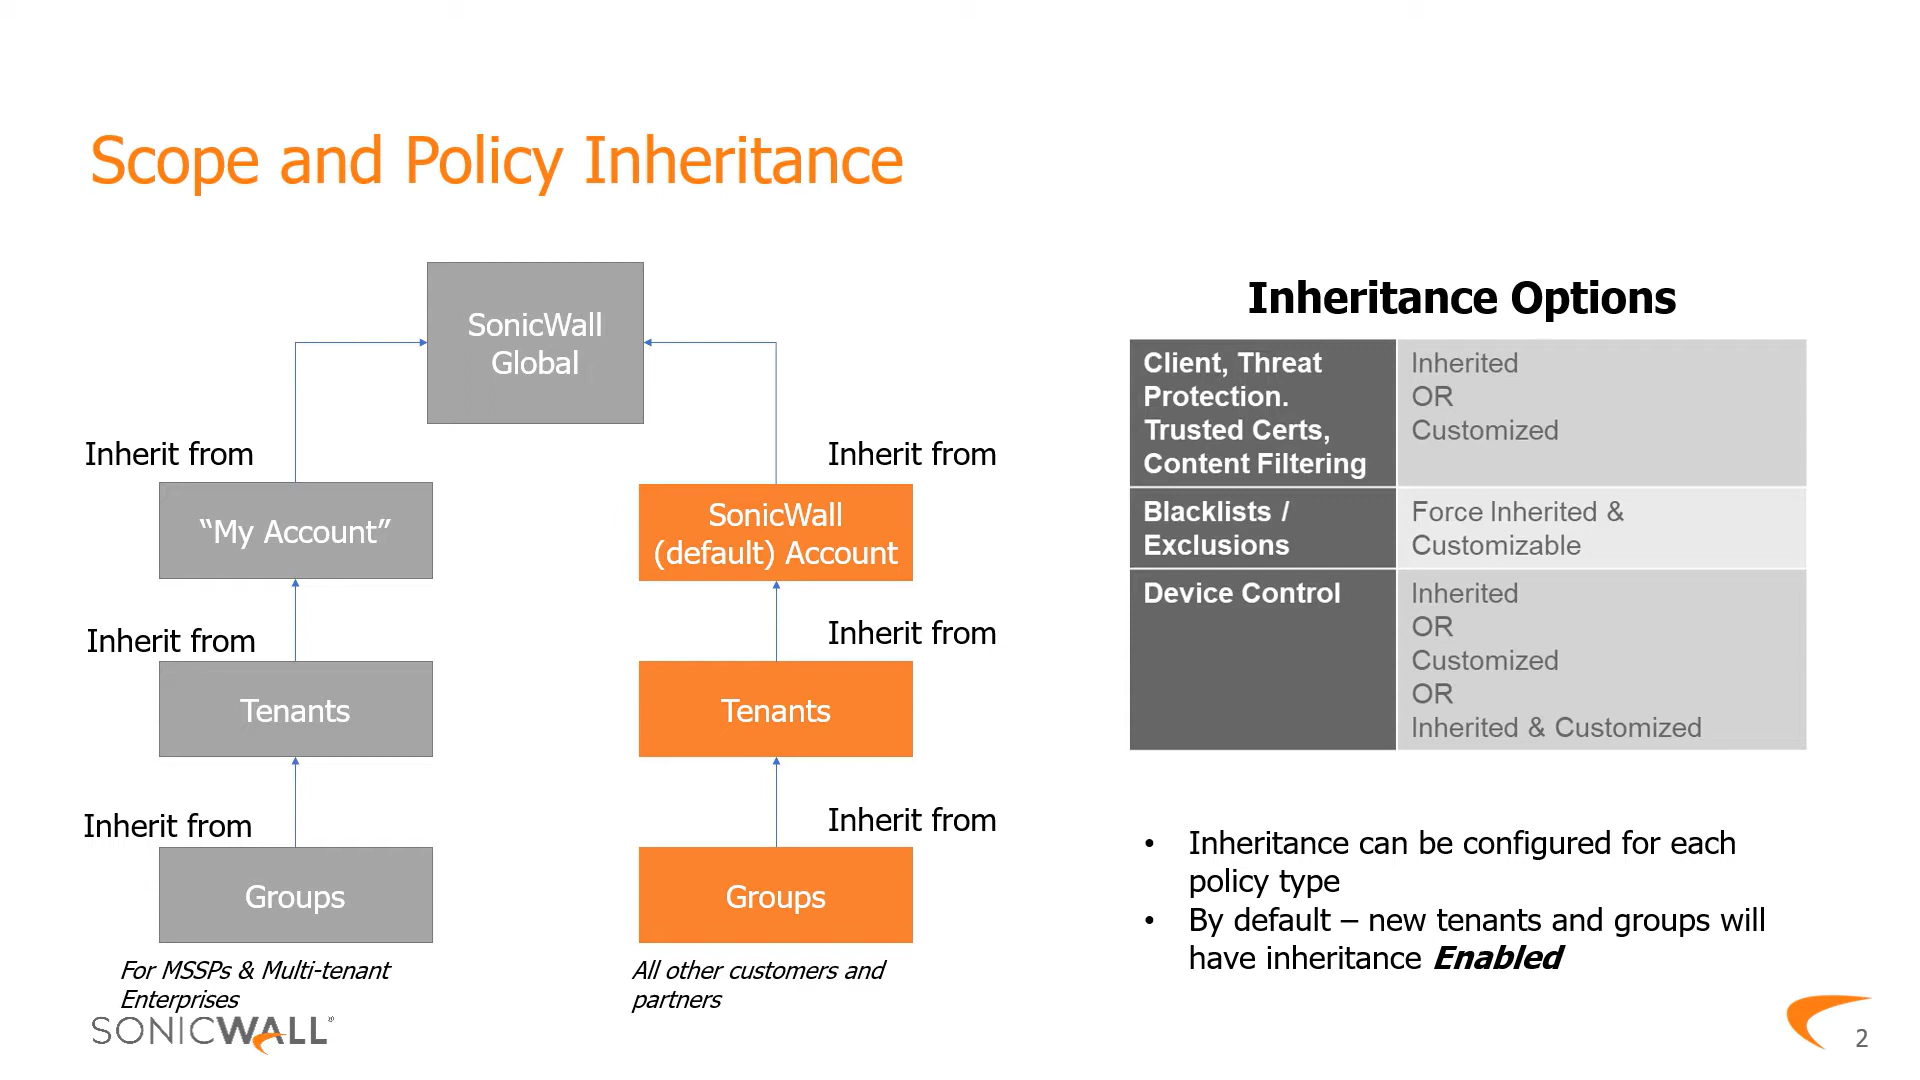 Scope and Policy Inheritance
SonicWall
Global
Inherit from
Inherit from
“My Account”
SonicWall
(default) Account
Inherit from
Inherit from
Tenants
Tenants
Inherit from
Inherit from
Groups
Groups
For MSSPs & Multi-tenant
Enterprises
All other customers and
partners
Inheritance Options
Client, Threat
Protection.
Trusted Certs,
Content Filtering
Inherited
OR
Customized
Blacklists /
Exclusions
Force Inherited &
Customizable
Device Control
Inherited
OR
Customized
OR
Inherited & Customized
• Inheritance can be configured for each
policy type
• By default – new tenants and groups will
have inheritance Enabled
SONICWALL®
2